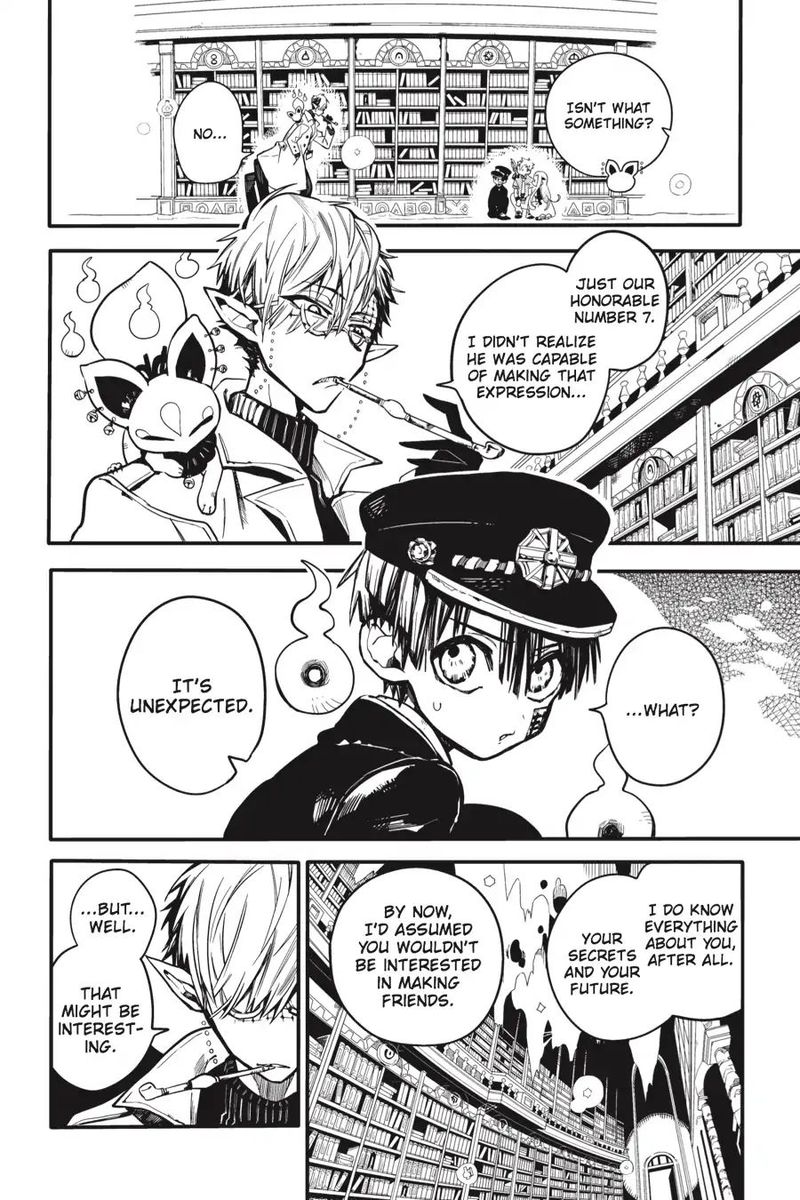 ISN'T WHAT
SOMETHING?
NO...
JUST OUR
HONORABLE
NUMBER 7.
I DIDN'T REALIZE
HE WAS CAPABLE
OF MAKING THAT
EXPRESSION...
...WHAT?
IT'S
UNEXPECTED.
I DO KNOW
EVERYTHING
ABOUT YOU,
AFTER ALL.
YOUR
SECRETS
AND YOUR
FUTURE.
BY NOW,
I'D ASSUMED
YOU WOULDN'T
BE INTERESTED
IN MAKING
FRIENDS.
...BUT...
WELL.
THAT
MIGHT BE
INTEREST-
ING.